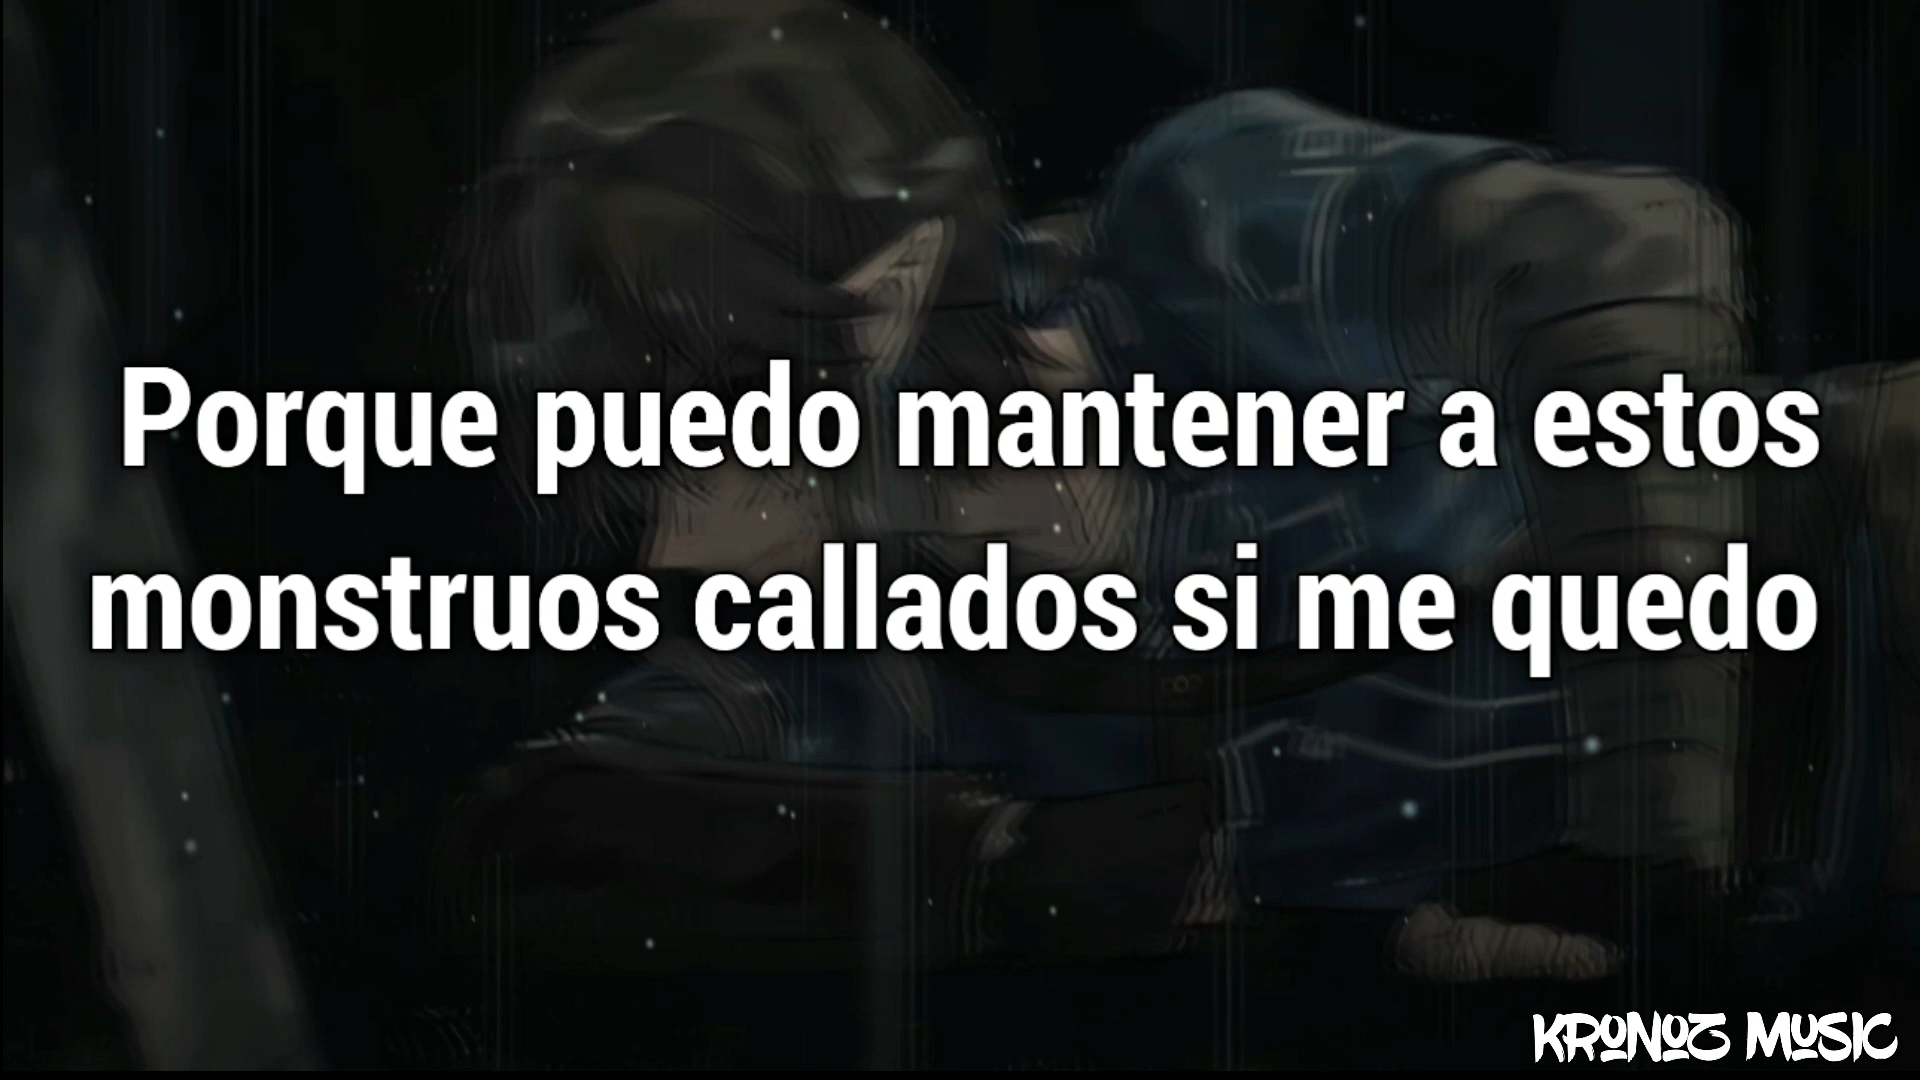 Porque puedo mantener a estos
monstruos callados si me quedo
KRONOZ MUSIC